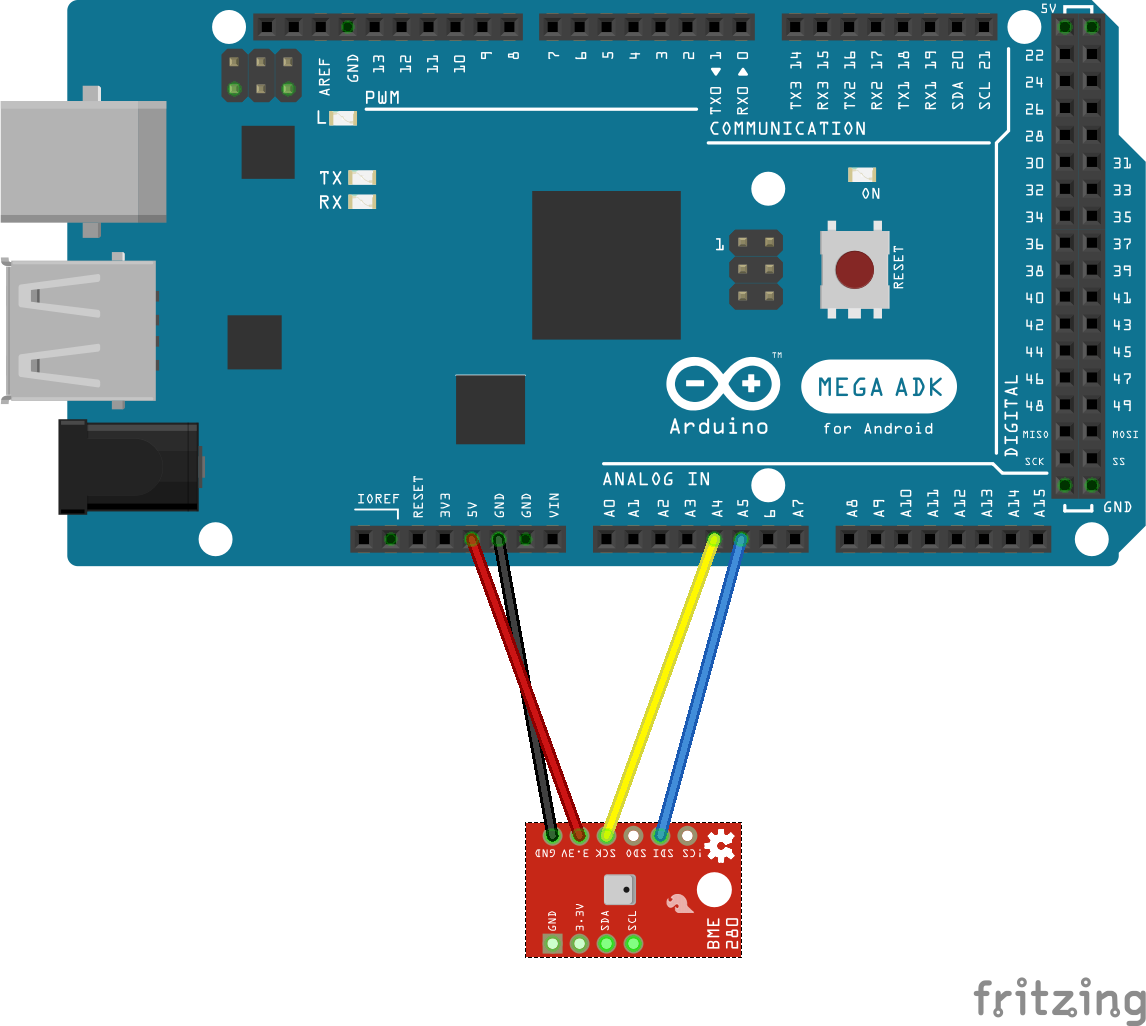 5V
AREF GND 13 12 11 10 9 8 7 6 5 4 3 2 TX0 1 RX0 0 TX3 14 RX3 15 TX2 16 RX2 17 TX1 18 RX1 19 SDA 20 SCL 21
PWM
L
COMMUNICATION
TX
RX
ON
1
RESET
22
24
26
28
30 31
32 33
34 35
36 37
38 39
40 41
42 43
44 45
46 47
48 49
MISO MOSI
SCK SS
DIGITAL
GND
TM
Arduino
MEGA ADK
for Android
ANALOG IN
IOREF RESET 3V3 5V GND GND VIN A0 A1 A2 A3 A4 A5 6 A7 A8 A9 A10 A11 A12 A13 A14 A15
GND 3.3V SCK SDO SDI !CS
GND 3.3V SDA SCL
BME
280
fritzing